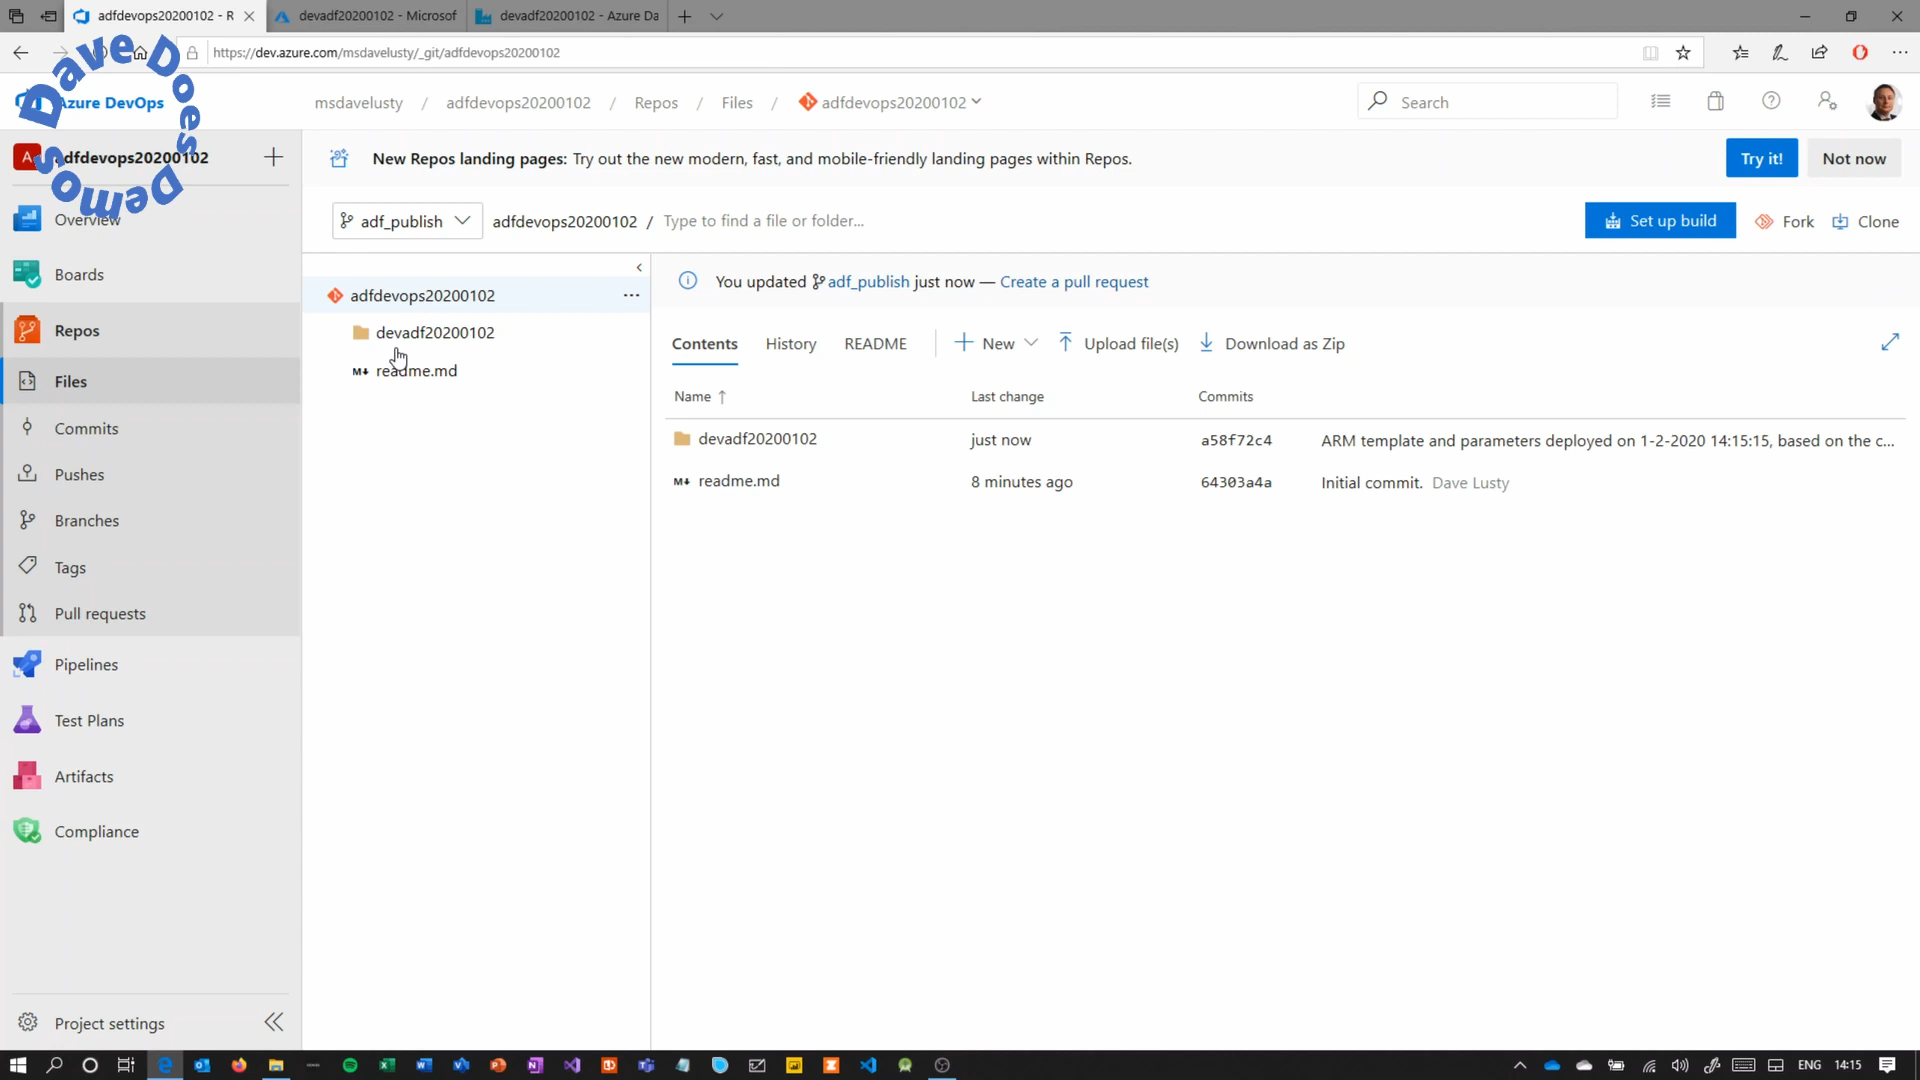 adfdevops20200102 - R
devadf20200102 - Microsof
devadf20200102 - Azure Da
https://dev.azure.com/msdavelusty/_git/adfdevops20200102
DaveDoes
Demos
Azure DevOps
msdavelusty / adfdevops20200102 / Repos / Files / adfdevops20200102
Search
A
adfdevops20200102
New Repos landing pages: Try out the new modern, fast, and mobile-friendly landing pages within Repos.
Try it!
Not now
Overview
Boards
Repos
Files
Commits
Pushes
Branches
Tags
Pull requests
Pipelines
Test Plans
Artifacts
Compliance
Project settings
adf_publish
adfdevops20200102 / Type to find a file or folder...
Set up build
Fork
Clone
adfdevops20200102
devadf20200102
readme.md
You updated adf_publish just now — Create a pull request
Contents
History
README
New
Upload file(s)
Download as Zip
Name
Last change
Commits
devadf20200102
just now
a58f72c4
ARM template and parameters deployed on 1-2-2020 14:15:15, based on the c...
readme.md
8 minutes ago
64303a4a
Initial commit. Dave Lusty
ENG
14:15